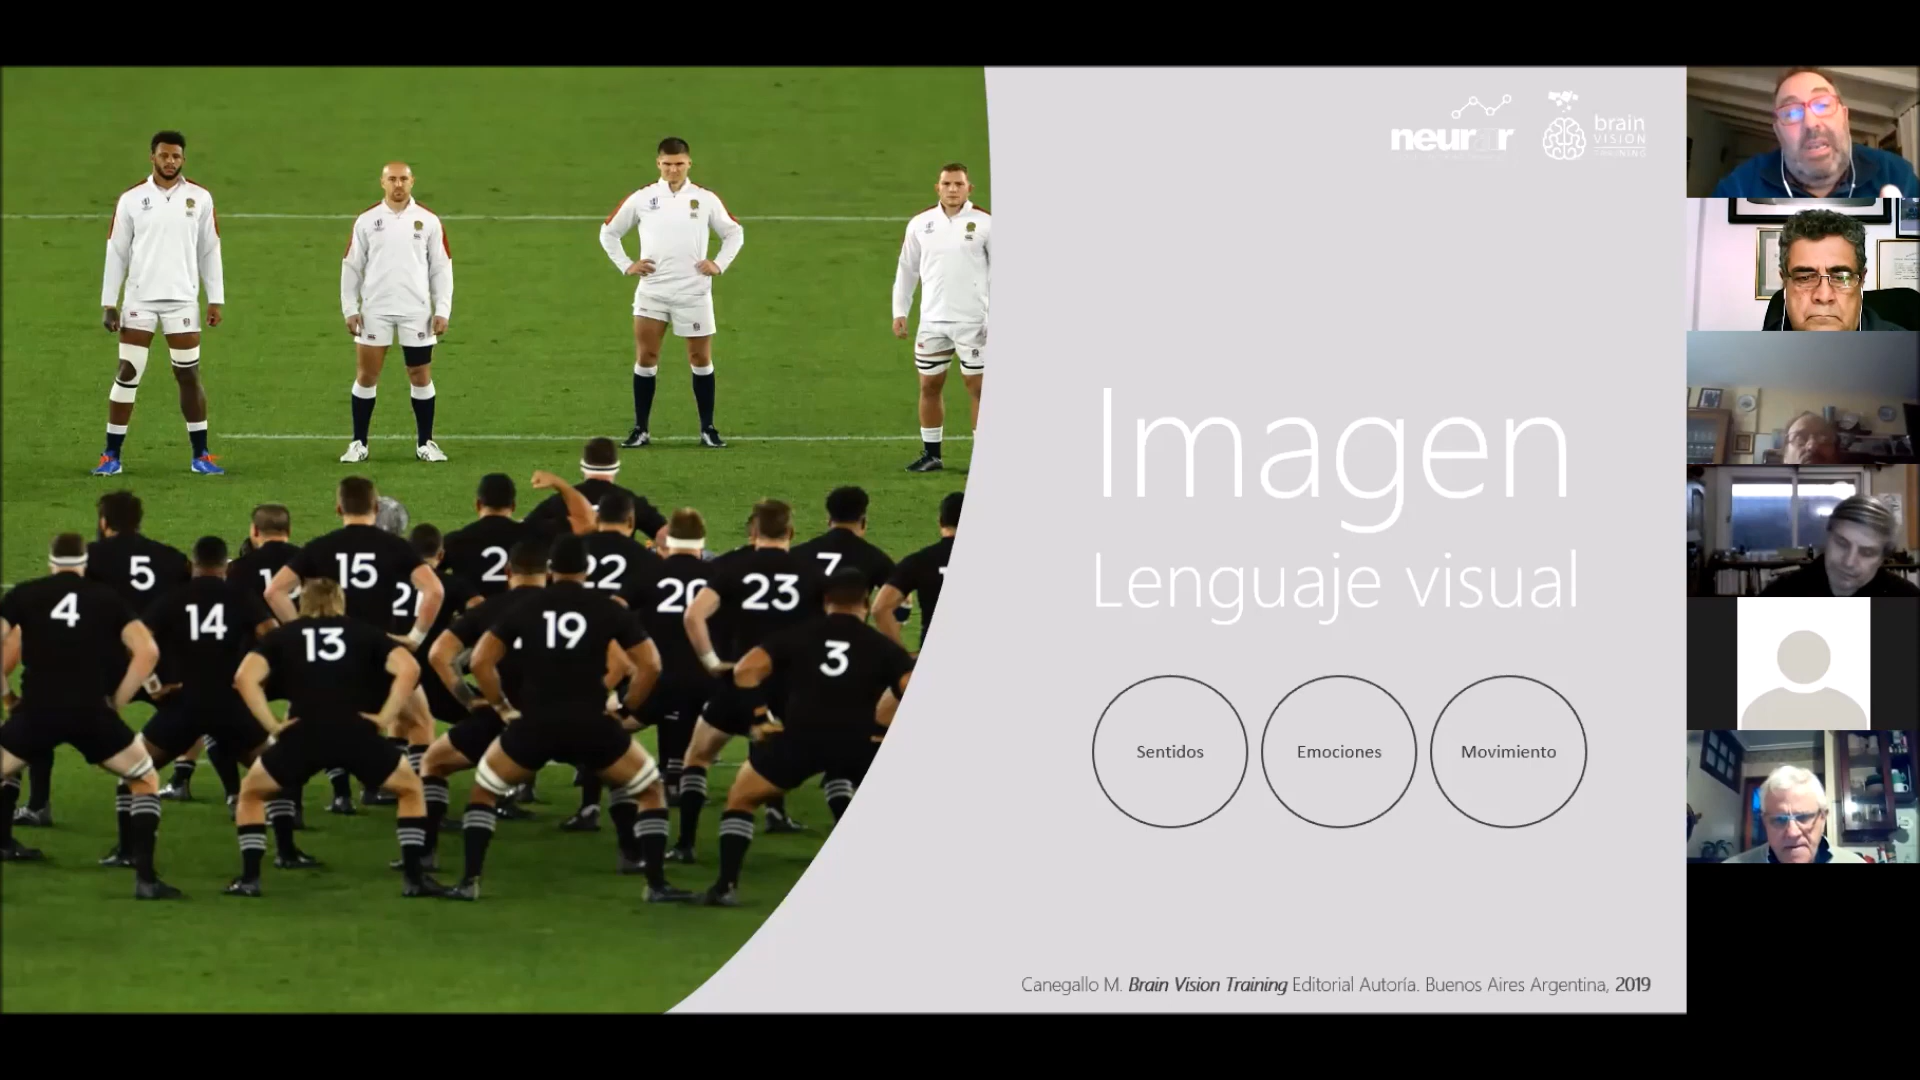 neurar
brain
VISION
TRAINING
Imagen
Lenguaje visual
Sentidos
Emociones
Movimiento
Canegallo M. Brain Vision Training Editorial Autoría. Buenos Aires Argentina, 2019
5
15
2
22
7
4
14
21
20
23
13
19
3